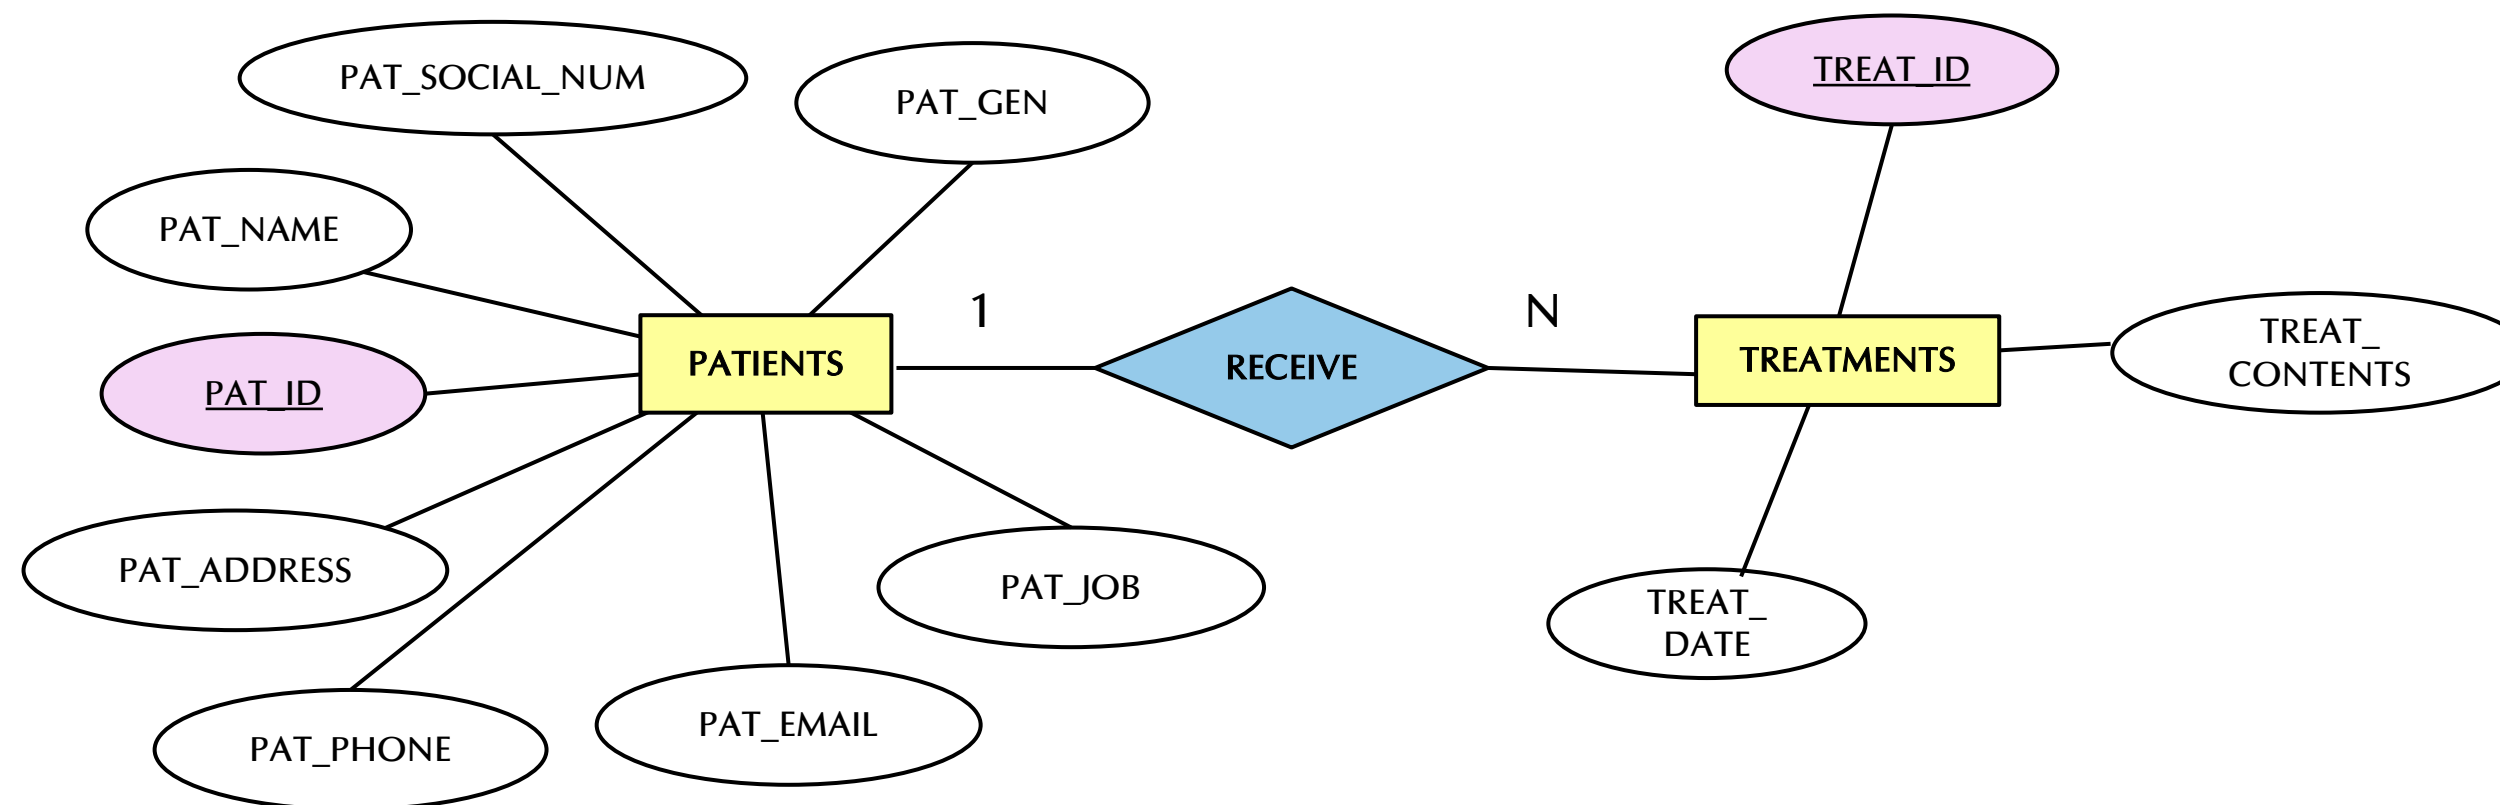 PAT_SOCIAL_NUM
PAT_GEN
TREAT_ID
PAT_NAME
1
N
PATIENTS
RECEIVE
TREATMENTS
TREAT_
CONTENTS
PAT_ID
PAT_ADDRESS
PAT_JOB
TREAT_
DATE
PAT_EMAIL
PAT_PHONE